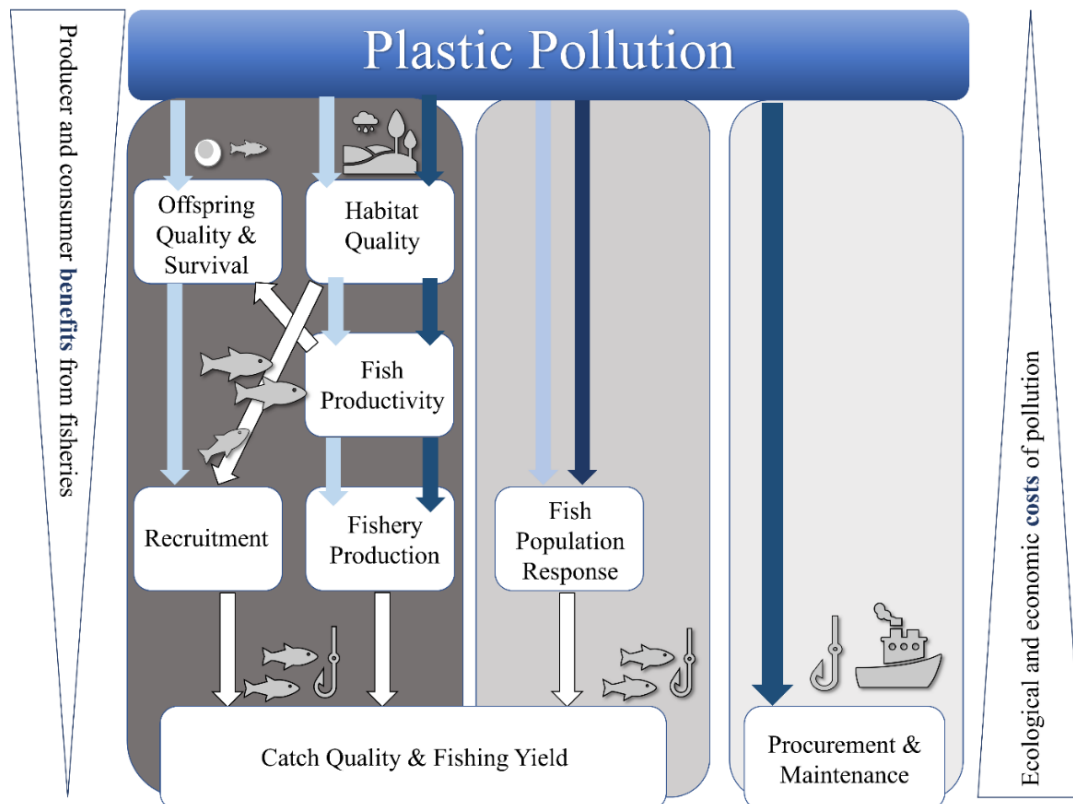 Plastic Pollution
Producer and consumer benefits from fisheries
Offspring
Quality &
Survival
Habitat
Quality
Fish
Productivity
Recruitment
Fishery
Production
Fish
Population
Response
Catch Quality & Fishing Yield
Procurement &
Maintenance
Ecological and economic costs of pollution